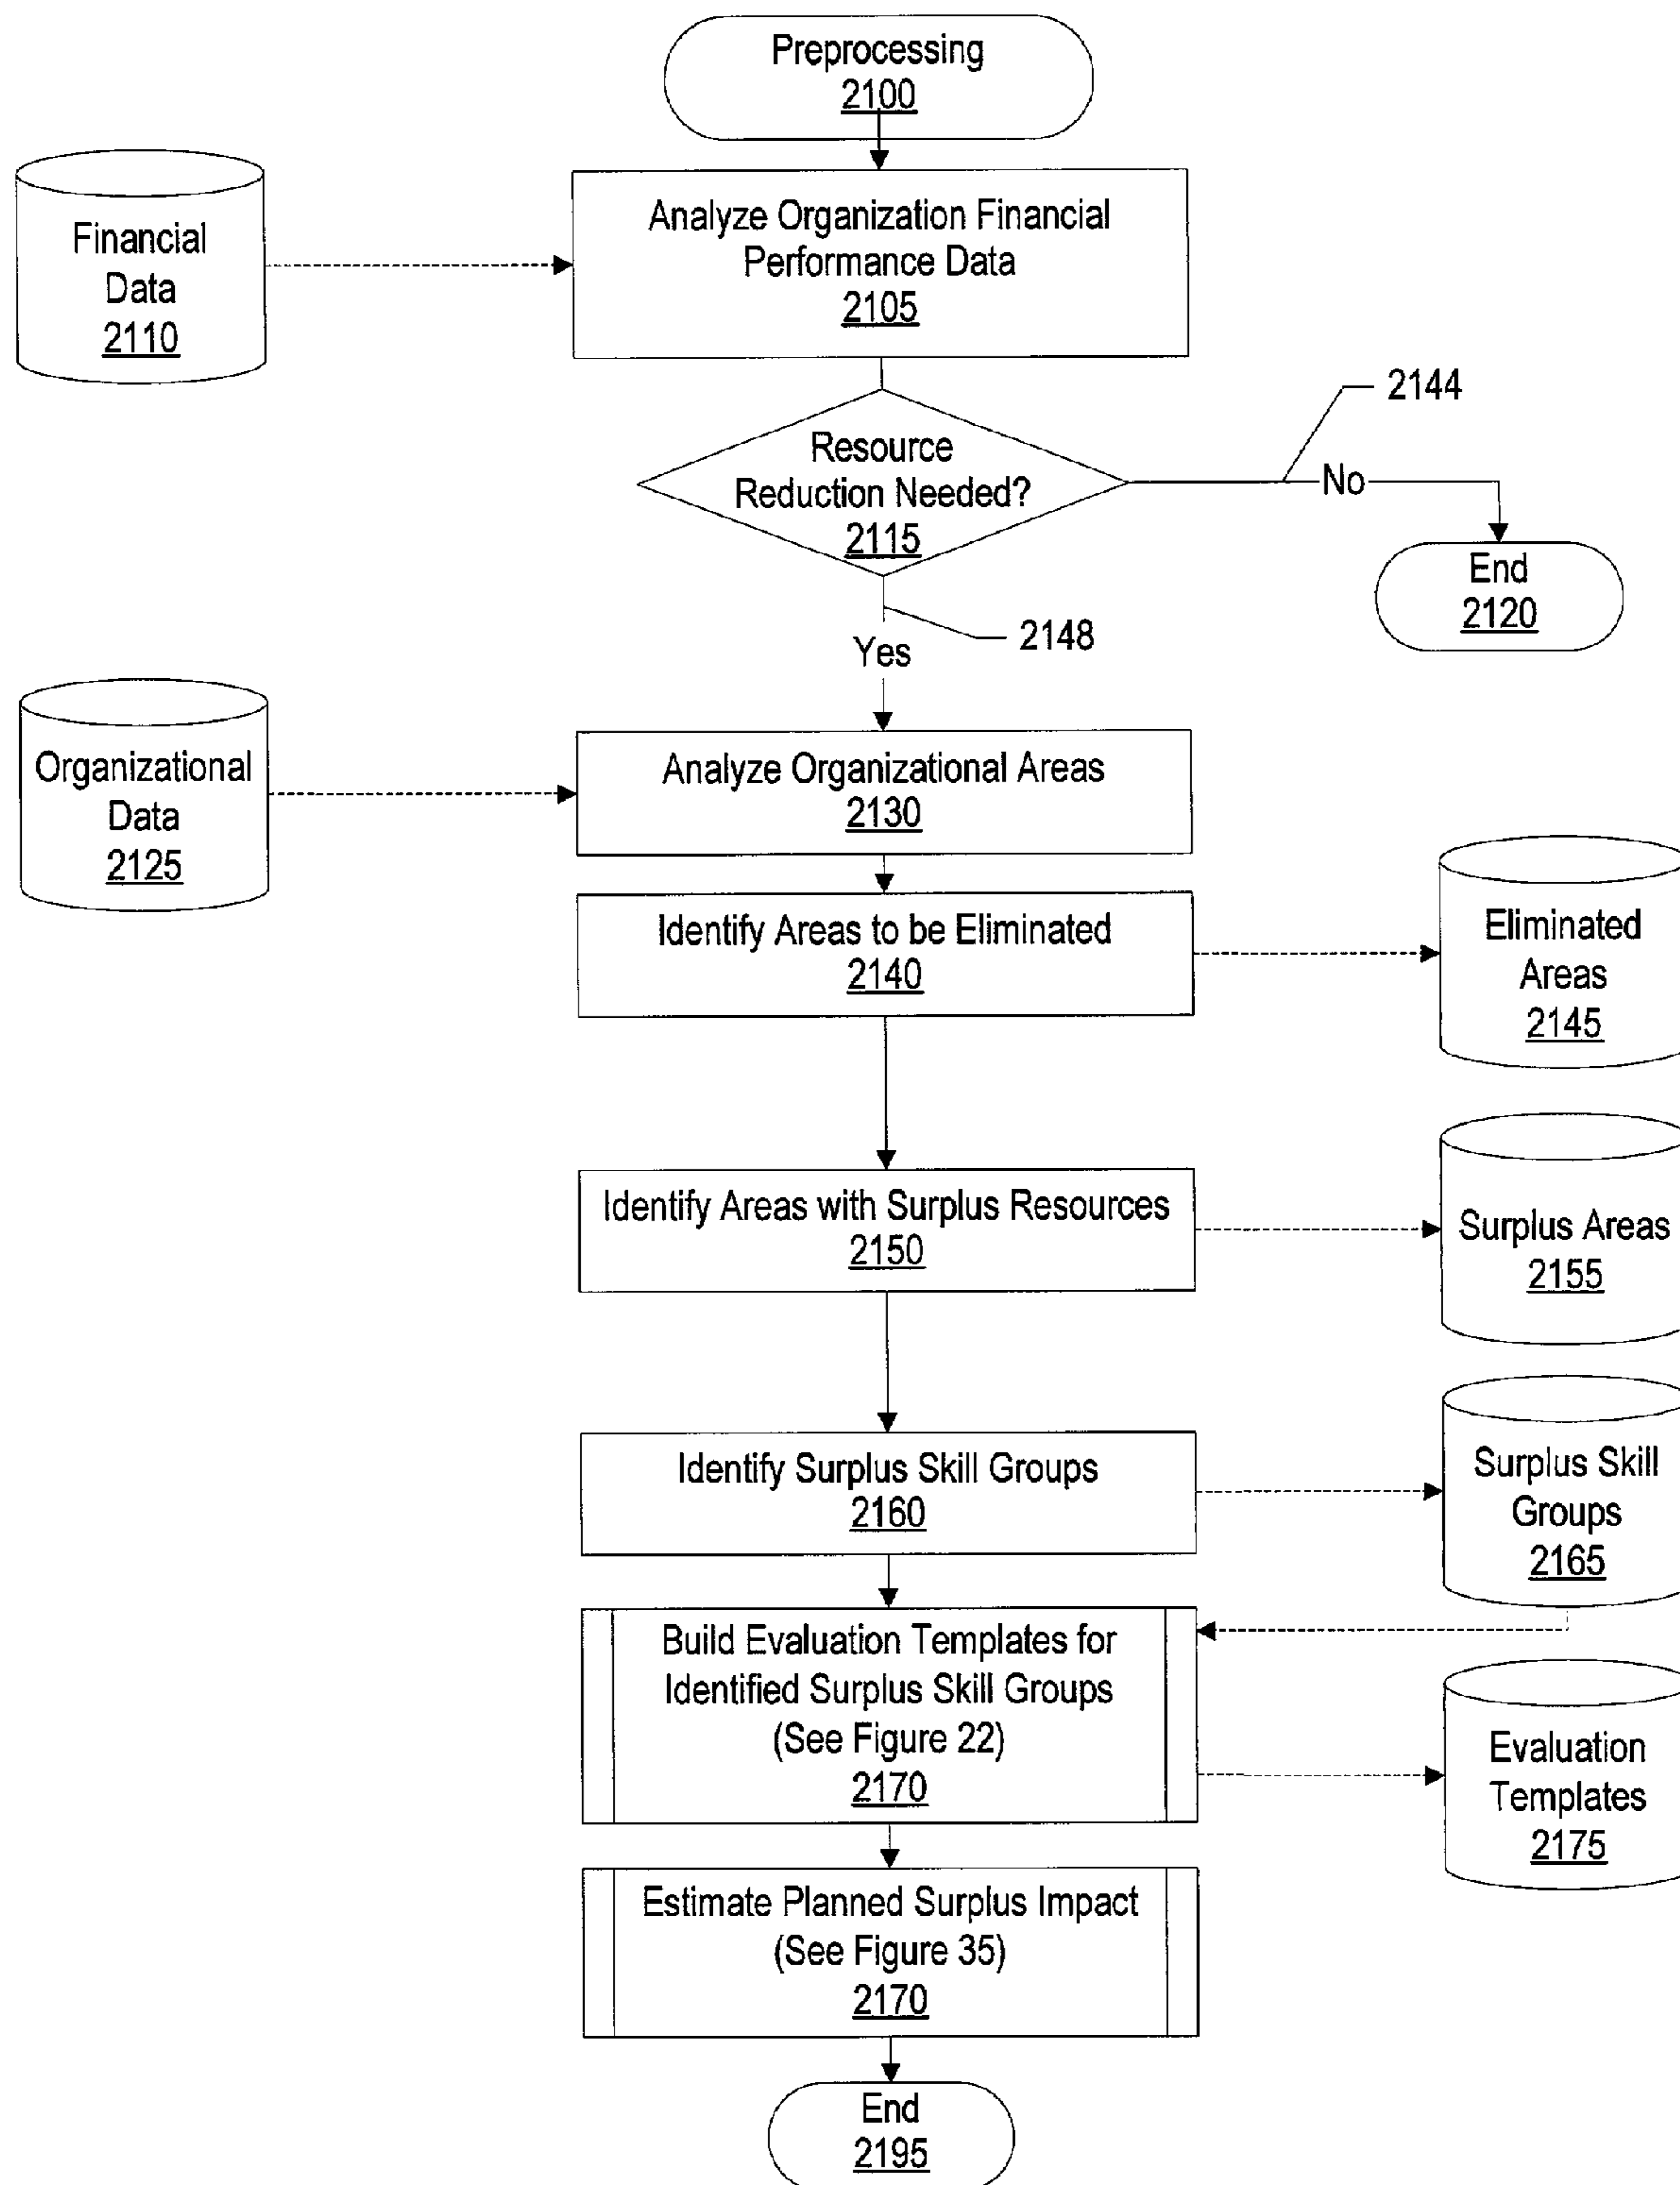 Preprocessing
2100
Financial
Data
2110
Analyze Organization Financial
Performance Data
2105
2144
Resource
Reduction Needed?
2115
No
End
2120
2148
Yes
Organizational
Data
2125
Analyze Organizational Areas
2130
Identify Areas to be Eliminated
2140
Eliminated
Areas
2145
Identify Areas with Surplus Resources
2150
Surplus Areas
2155
Identify Surplus Skill Groups
2160
Surplus Skill
Groups
2165
Build Evaluation Templates for
Identified Surplus Skill Groups
(See Figure 22)
2170
Evaluation
Templates
2175
Estimate Planned Surplus Impact
(See Figure 35)
2170
End
2195